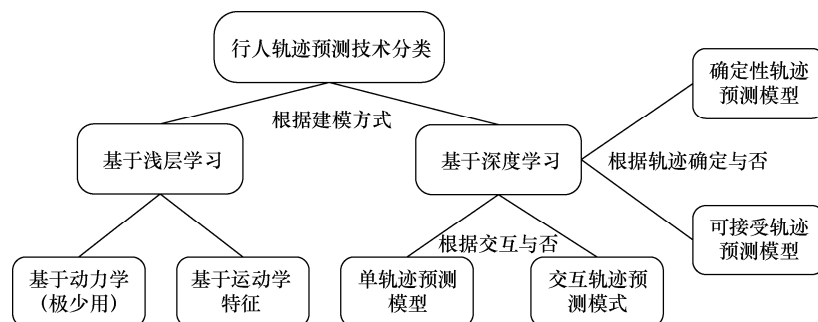 行人轨迹预测技术分类
确定性轨迹
预测模型
根据建模方式
基于浅层学习
基于深度学习
根据轨迹确定与否
可接受轨迹
预测模型
根据交互与否
基于动力学
(极少用)
基于运动学
特征
单轨迹预测
模型
交互轨迹预
测模式